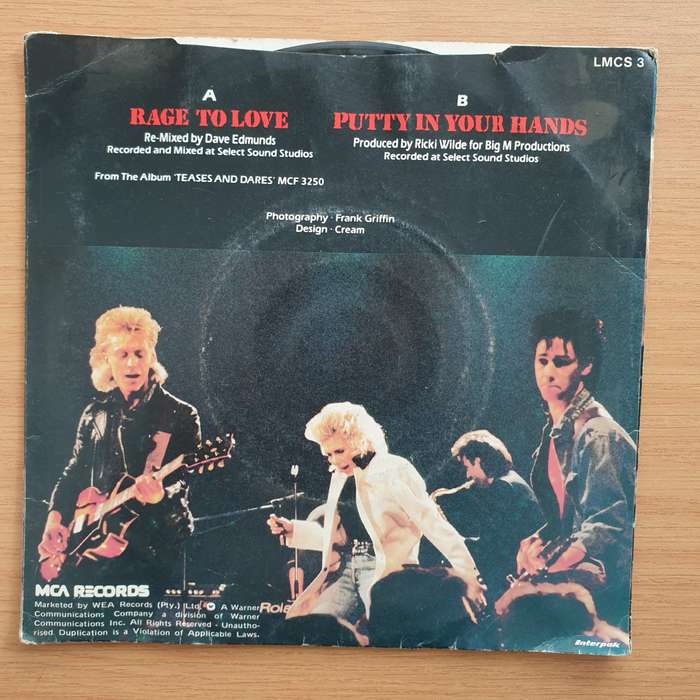 LMCS 3
A
RAGE TO LOVE
Re-Mixed by Dave Edmunds
Recorded and Mixed at Select Sound Studios
From The Album 'TEASES AND DARES' MCF 3250
B
PUTTY IN YOUR HANDS
Produced by Ricki Wilde for Big M Productions
Recorded at Select Sound Studios
Photography · Frank Griffin
Design · Cream
MCA RECORDS
Marketed by WEA Records (Pty.) Ltd. A Warner
Communications Company a division of Warner
Communications Inc. All Rights Reserved - Unautho-
rised Duplication is a Violation of Applicable Laws.
Rola
Interpak